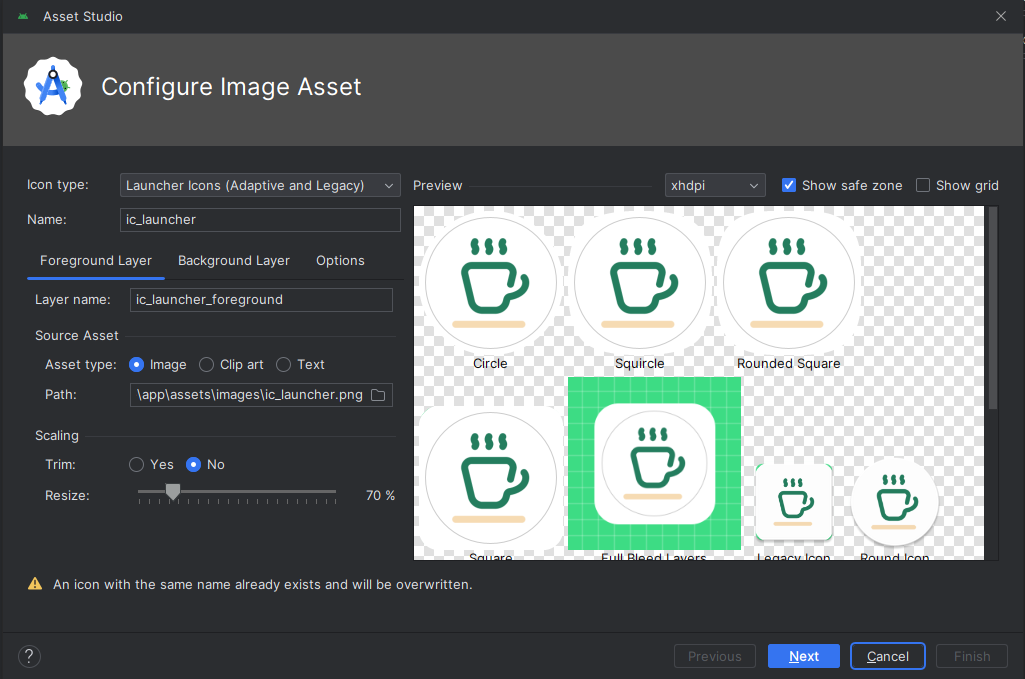 Asset Studio
Configure Image Asset
Icon type: Launcher Icons (Adaptive and Legacy)
Name: ic_launcher
Foreground Layer Background Layer Options
Layer name: ic_launcher_foreground
Source Asset
Asset type: Image Clip art Text
Path: \app\assets\images\ic_launcher.png
Scaling
Trim: Yes No
Resize: 70 %
Preview xhdpi Show safe zone Show grid
Circle Squircle Rounded Square
Square Full Bleed Layers Legacy Icon Round Icon
An icon with the same name already exists and will be overwritten.
? Previous Next Cancel Finish